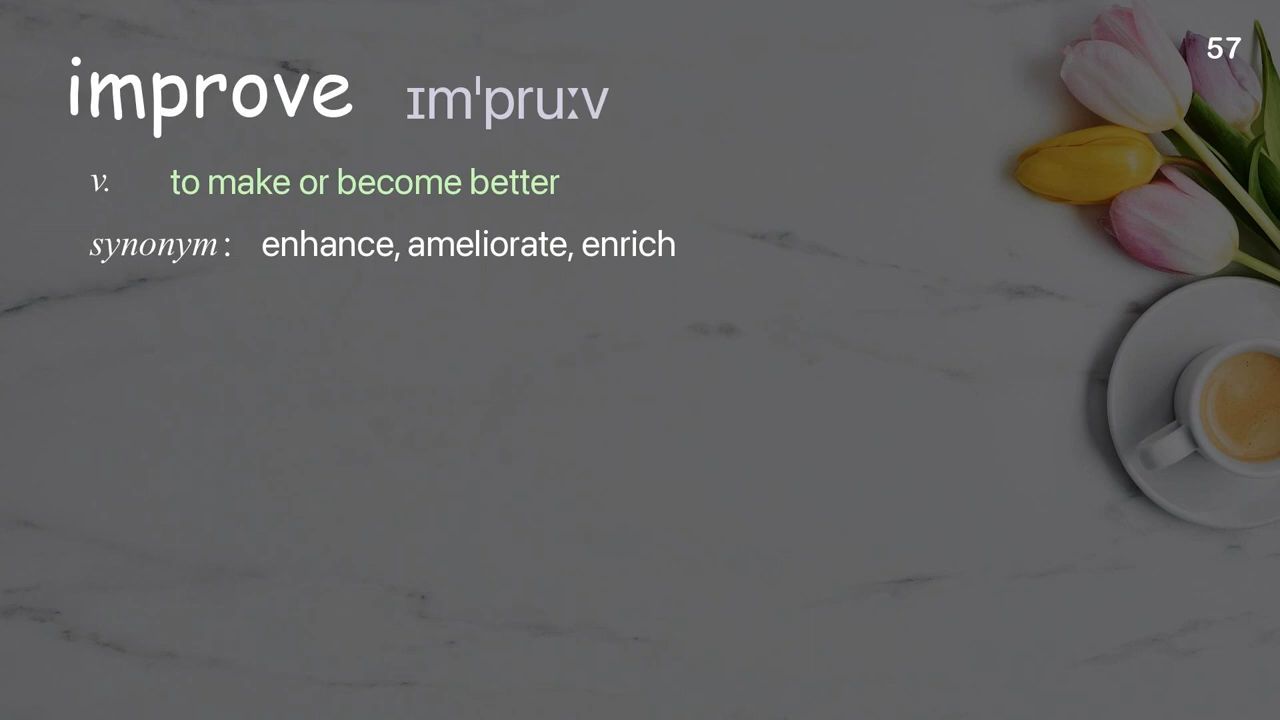 57
improve ɪmˈpruːv
v. to make or become better
synonym : enhance, ameliorate, enrich